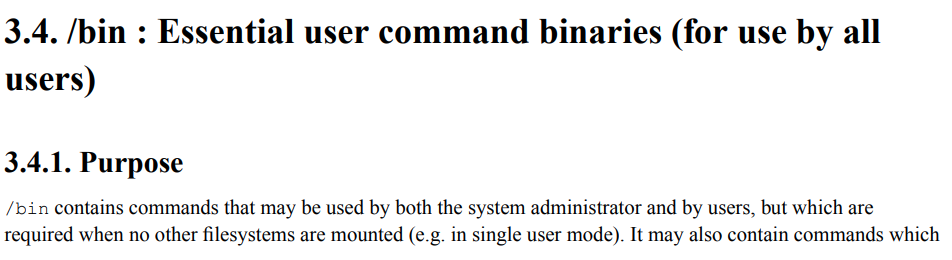 3.4. /bin : Essential user command binaries (for use by all
users)
3.4.1. Purpose
/bin contains commands that may be used by both the system administrator and by users, but which are
required when no other filesystems are mounted (e.g. in single user mode). It may also contain commands which